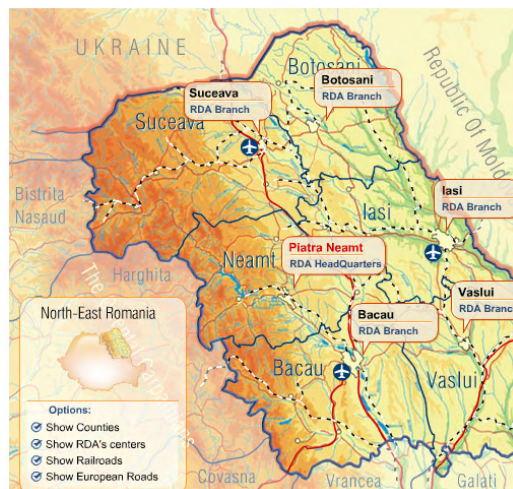 UKRAINE
Botosani
Botosani
RDA Branch
Suceava
RDA Branch
Suceava
Republic Of Mold
Bistrita
Nasaud
Iasi
RDA Branch
Iasi
Piatra Neamt
RDA HeadQuarters
Neamt
Harghita
Vaslui
RDA Branc
Bacau
RDA Branch
North-East Romania
Bacau
Vaslui
Options:
Show Counties
Show RDA's centers
Show Railroads
Show European Roads
Covasna
Vrancea
Galati